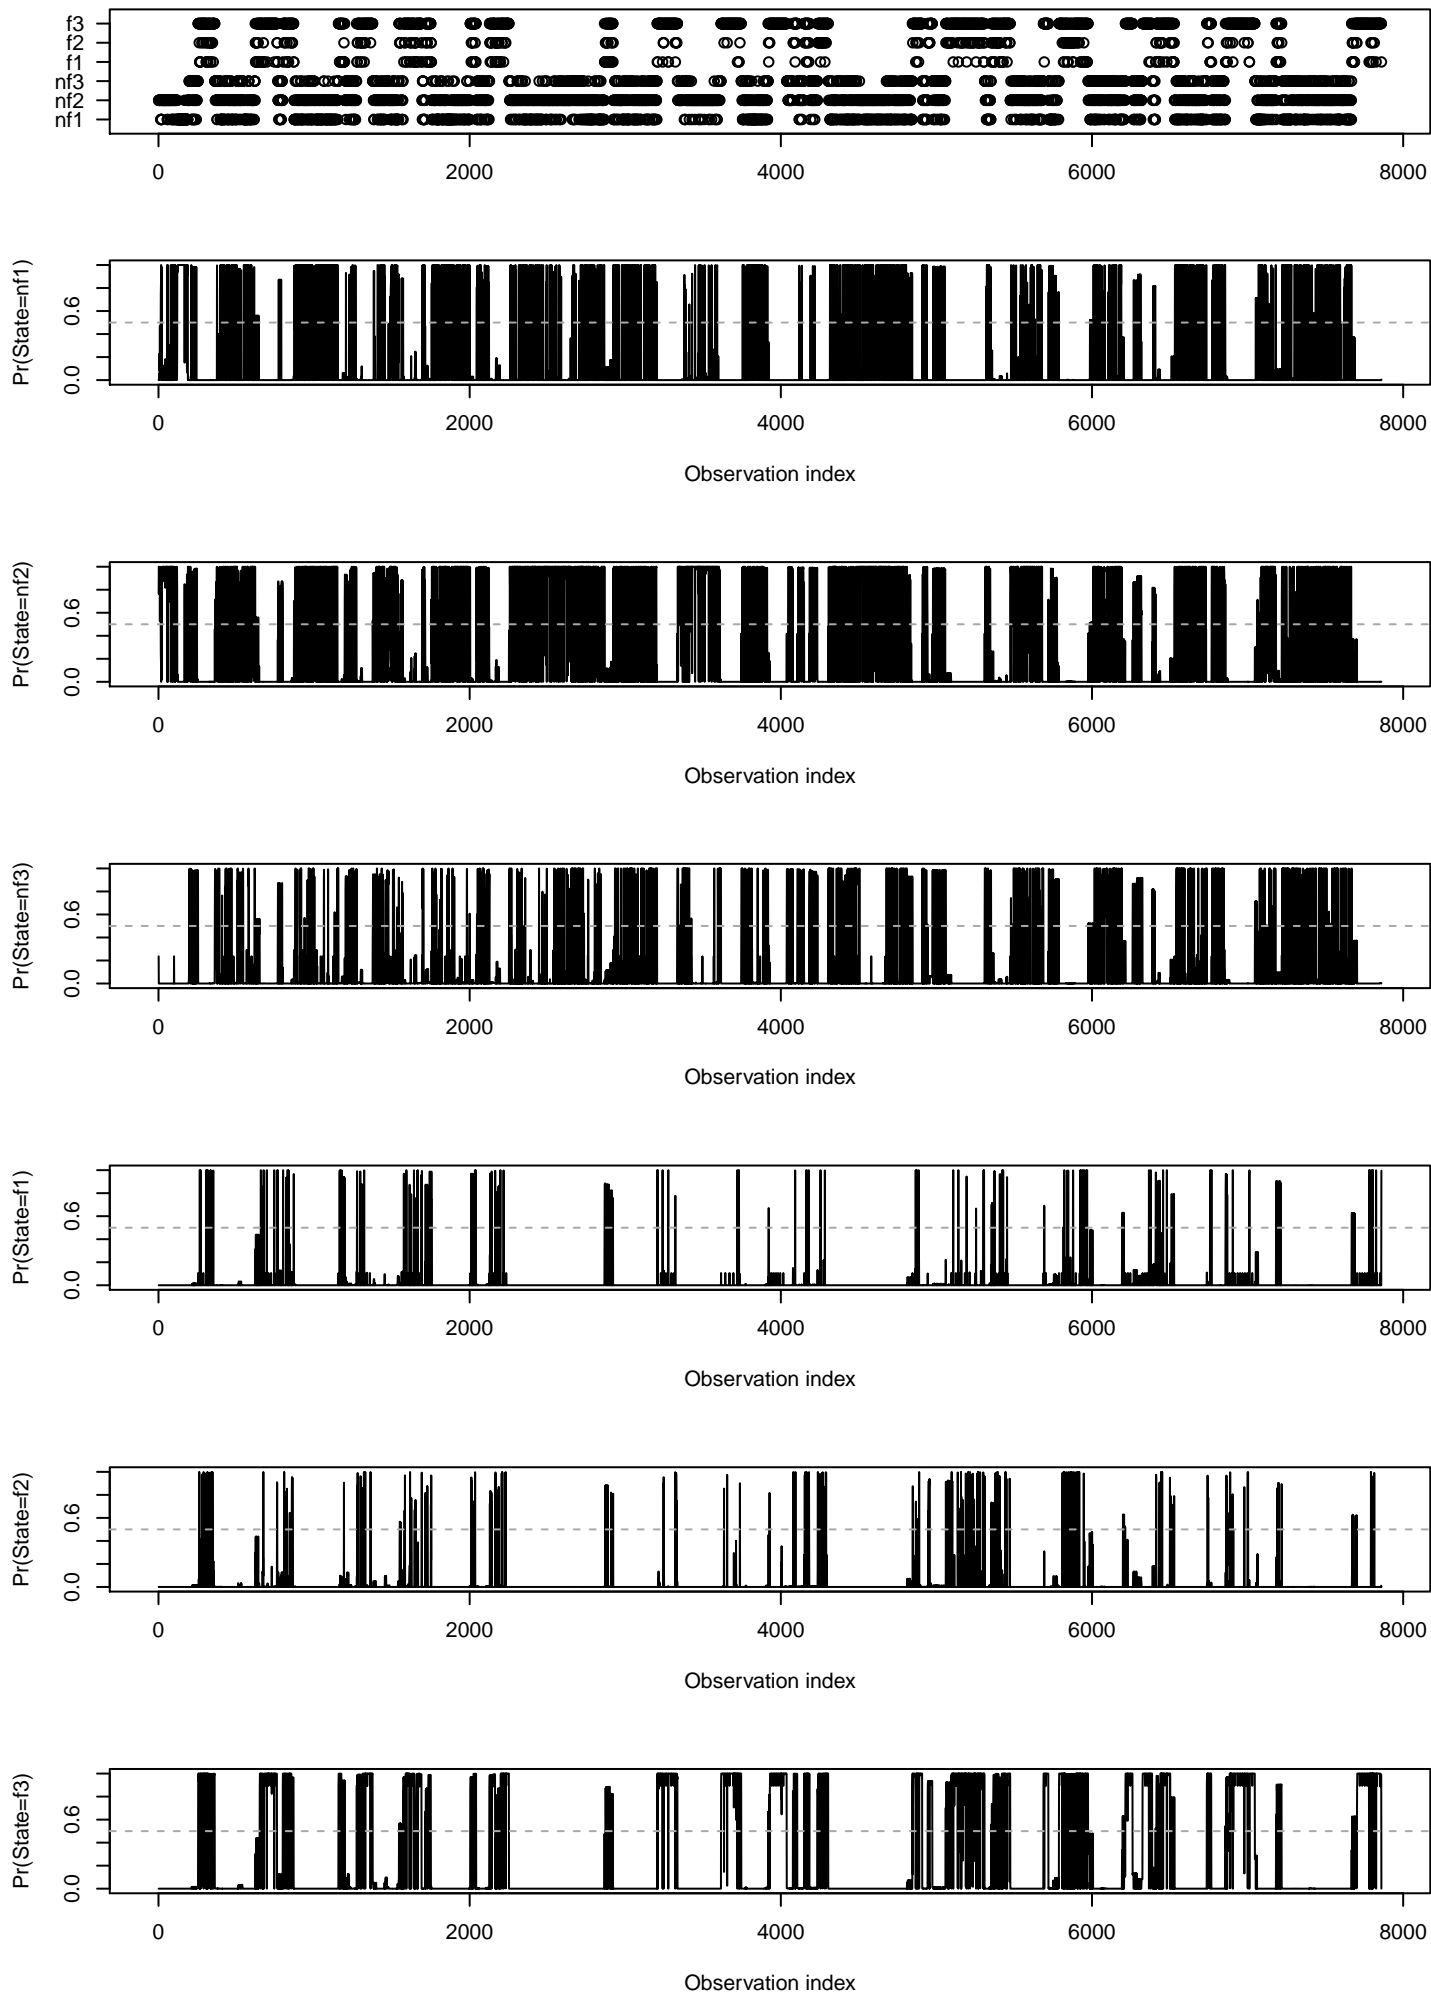 f3
f2
f1
nf3
nf2
nf1
0 2000 4000 6000 8000
Pr(State=nf1)
0.6
0.0
0 2000 4000 6000 8000
Observation index
Pr(State=nf2)
0.6
0.0
0 2000 4000 6000 8000
Observation index
Pr(State=nf3)
0.6
0.0
0 2000 4000 6000 8000
Observation index
Pr(State=f1)
0.6
0.0
0 2000 4000 6000 8000
Observation index
Pr(State=f2)
0.6
0.0
0 2000 4000 6000 8000
Observation index
Pr(State=f3)
0.6
0.0
0 2000 4000 6000 8000
Observation index